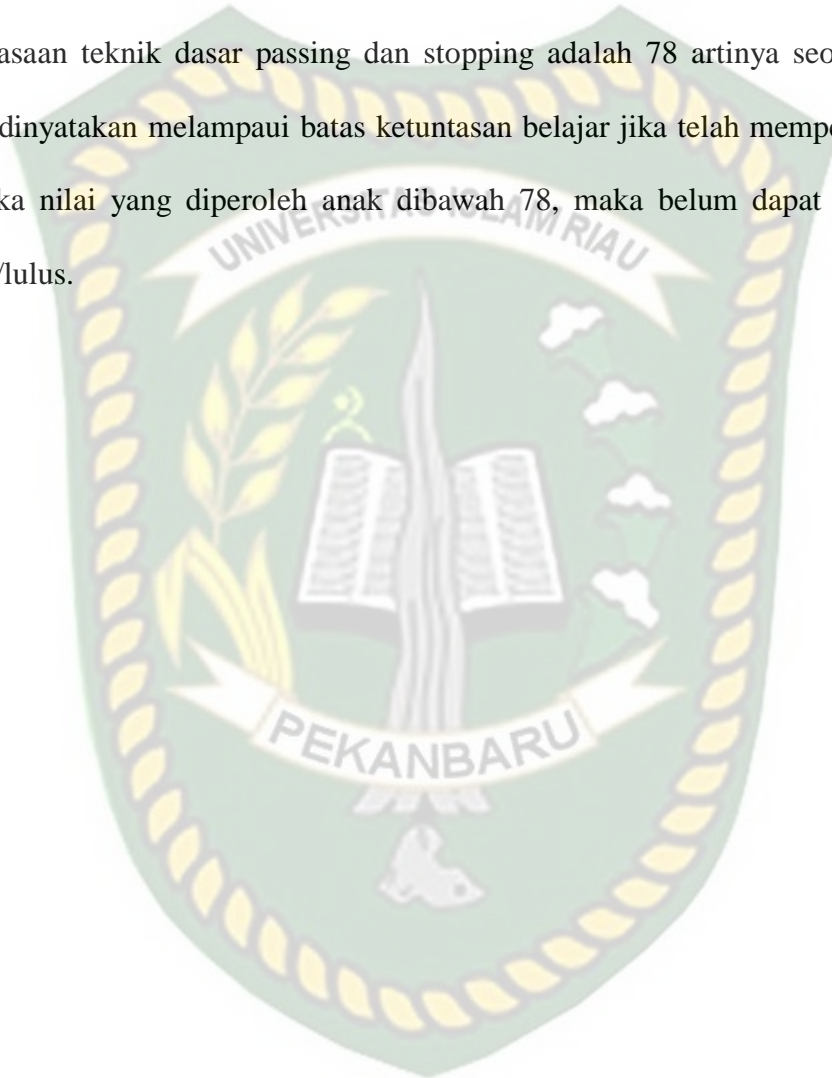 asaan teknik dasar passing dan stopping adalah 78 artinya seo
dinyatakan melampaui batas ketuntasan belajar jika telah mempe
ka nilai yang diperoleh anak dibawah 78, maka belum dapat
/lulus.
UNIVERSITAS ISLAM RIAU
PEKANBARU